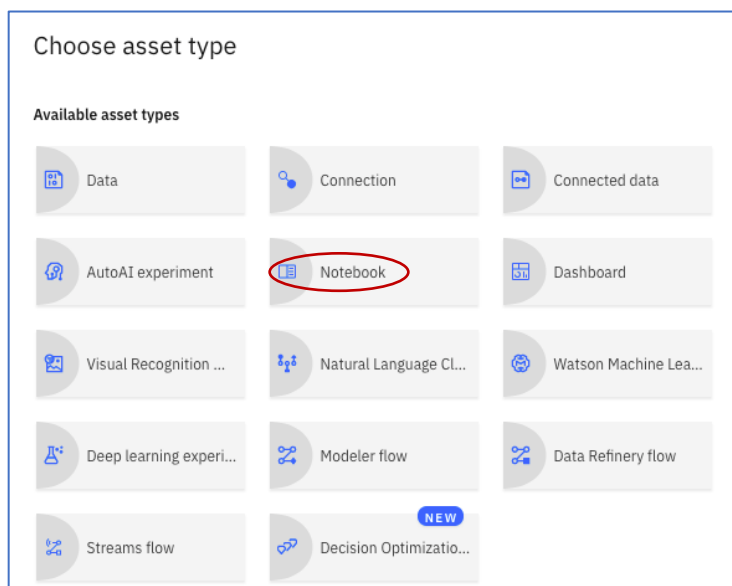 Choose asset type
Available asset types
Data
Connection
Connected data
AutoAI experiment
Notebook
Dashboard
Visual Recognition ...
Natural Language Cl...
Watson Machine Lea...
Deep learning experi...
Modeler flow
Data Refinery flow
NEW
Streams flow
Decision Optimizatio...